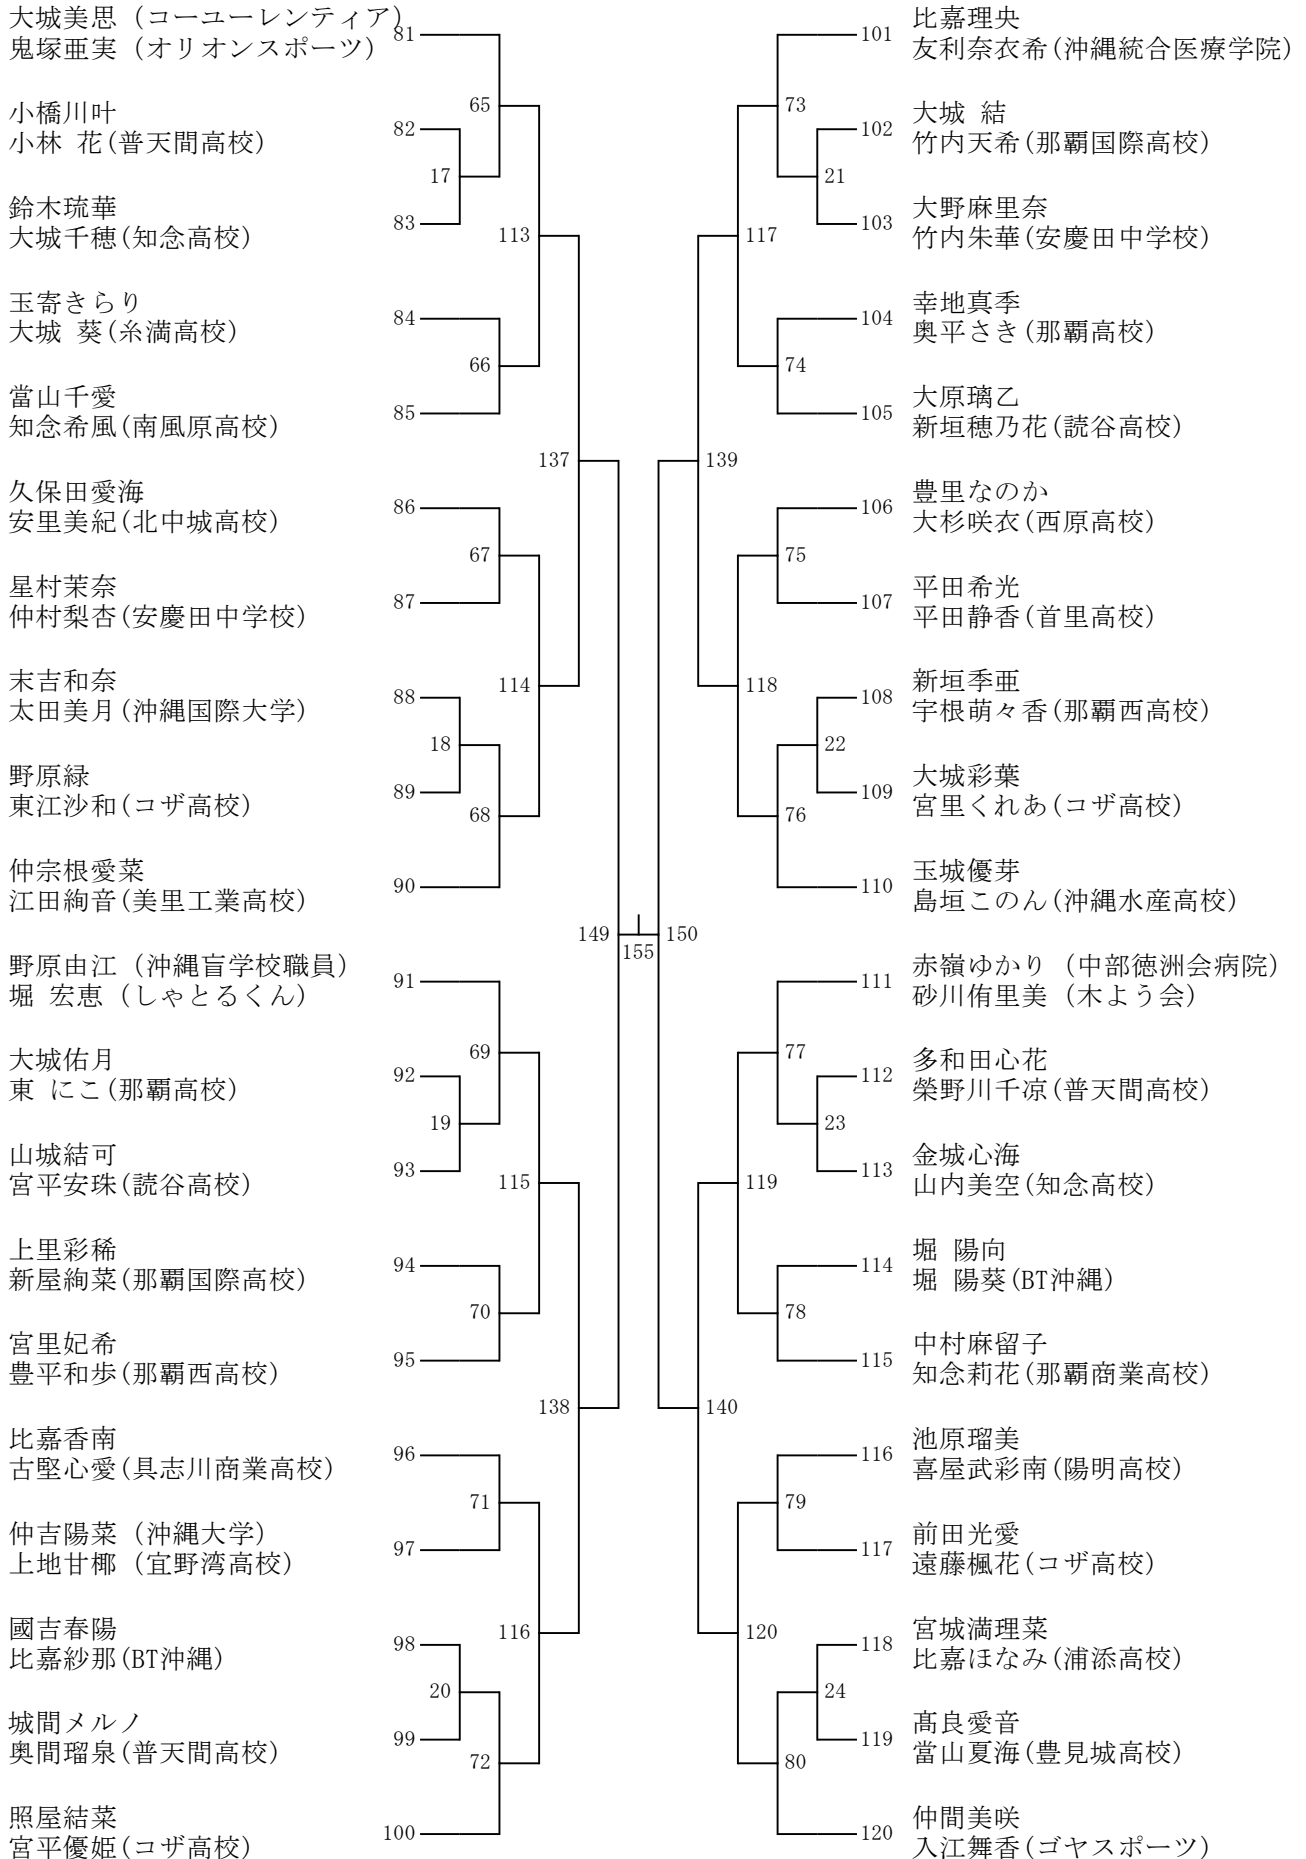 大城美思 (コーユーレンティア)
鬼塚亜実 (オリオンスポーツ)
81
小橋川叶
小林 花(普天間高校)
82
鈴木琉華
大城千穂(知念高校)
83
玉寄きらり
大城 葵(糸満高校)
84
當山千愛
知念希風(南風原高校)
85
久保田愛海
安里美紀(北中城高校)
86
星村茉奈
仲村梨杏(安慶田中学校)
87
末吉和奈
太田美月(沖縄国際大学)
88
野原緑
東江沙和(コザ高校)
89
仲宗根愛菜
江田絢音(美里工業高校)
90
野原由江 (沖縄盲学校職員)
堀 宏恵 (しゃとるくん)
91
大城佑月
東 にこ(那覇高校)
92
山城結可
宮平安珠(読谷高校)
93
上里彩稀
新屋絢菜(那覇国際高校)
94
宮里妃希
豊平和歩(那覇西高校)
95
比嘉香南
古堅心愛(具志川商業高校)
96
仲吉陽菜 (沖縄大学)
上地甘椰 (宜野湾高校)
97
國吉春陽
比嘉紗那(BT沖縄)
98
城間メルノ
奥間瑠泉(普天間高校)
99
照屋結菜
宮平優姫(コザ高校)
100
65
17
113
66
137
67
114
18
68
149
69
19
115
70
138
71
116
20
72
155
150
73
21
117
74
139
75
118
22
76
77
23
119
78
140
79
120
24
80
101
比嘉理央
友利奈衣希(沖縄統合医療学院)
102
大城 結
竹内天希(那覇国際高校)
103
大野麻里奈
竹内朱華(安慶田中学校)
104
幸地真季
奥平さき(那覇高校)
105
大原璃乙
新垣穂乃花(読谷高校)
106
豊里なのか
大杉咲衣(西原高校)
107
平田希光
平田静香(首里高校)
108
新垣季亜
宇根萌々香(那覇西高校)
109
大城彩葉
宮里くれあ(コザ高校)
110
玉城優芽
島垣このん(沖縄水産高校)
111
赤嶺ゆかり (中部徳洲会病院)
砂川侑里美 (木よう会)
112
多和田心花
榮野川千凉(普天間高校)
113
金城心海
山内美空(知念高校)
114
堀 陽向
堀 陽葵(BT沖縄)
115
中村麻留子
知念莉花(那覇商業高校)
116
池原瑠美
喜屋武彩南(陽明高校)
117
前田光愛
遠藤楓花(コザ高校)
118
宮城満理菜
比嘉ほなみ(浦添高校)
119
髙良愛音
當山夏海(豊見城高校)
120
仲間美咲
入江舞香(ゴヤスポーツ)